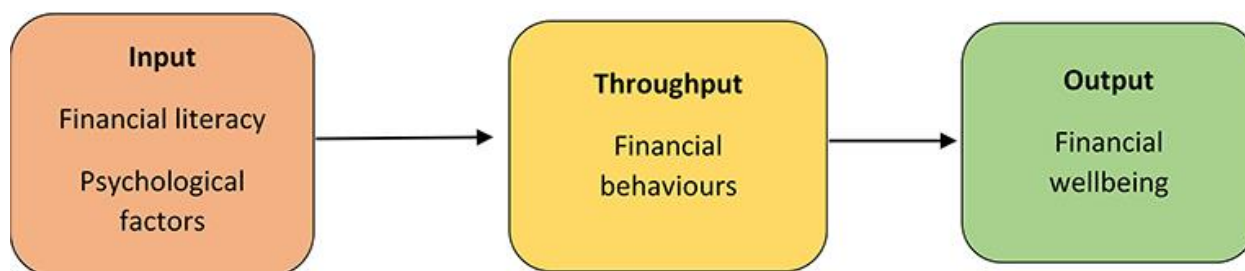 Input
Financial literacy
Psychological
factors
Throughput
Financial
behaviours
Output
Financial
wellbeing